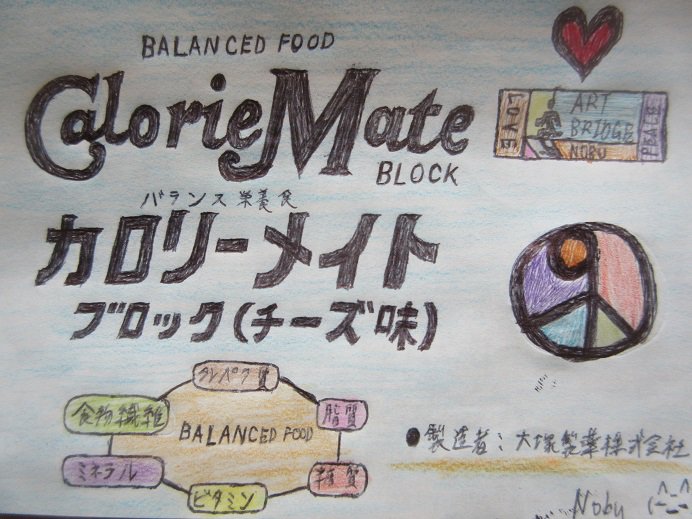 BALANCED FOOD
CalorieMate
BLOCK
バランス栄養食
カロリーメイト
ブロック(チーズ味)
LOVE
ART
BRIDGE
NOBU
PEACE
タンパク質
食物繊維
脂質
BALANCED FOOD
ミネラル
糖質
ビタミン
●製造者:大塚製薬株式会社
Nobu (^_^